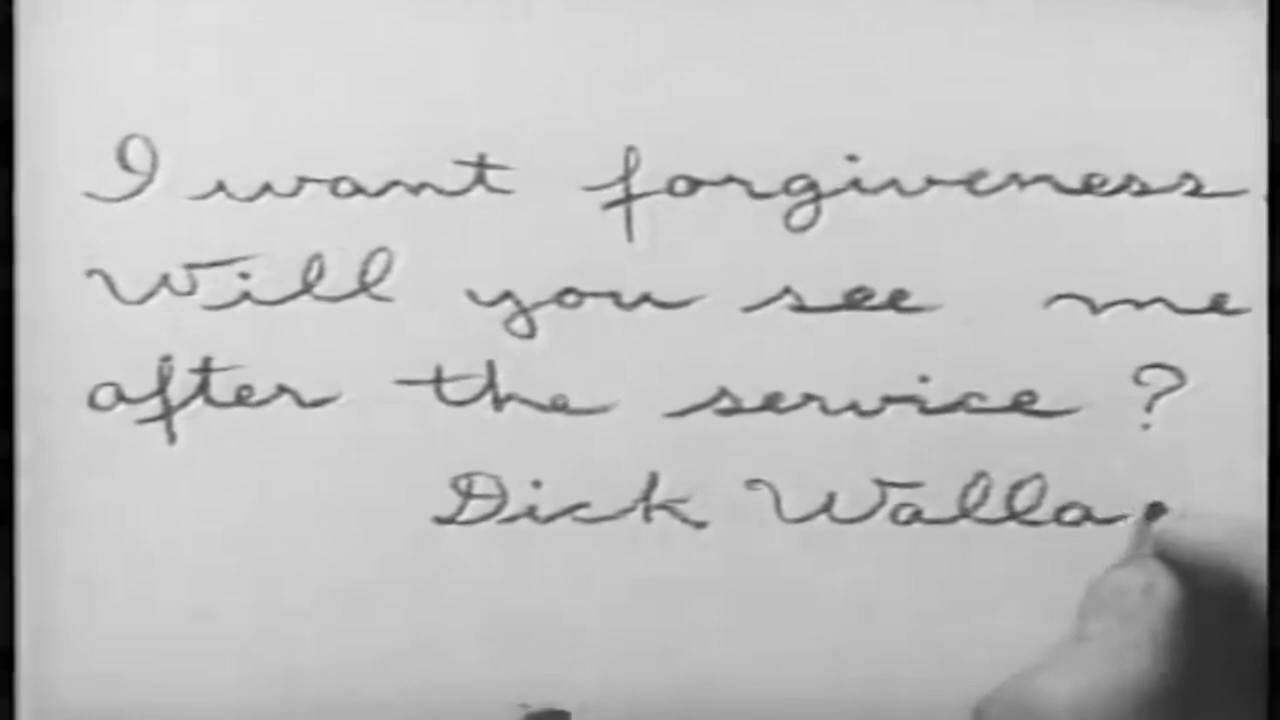 I want forgiveness.
Will you see me
after the service?
Dick Walla